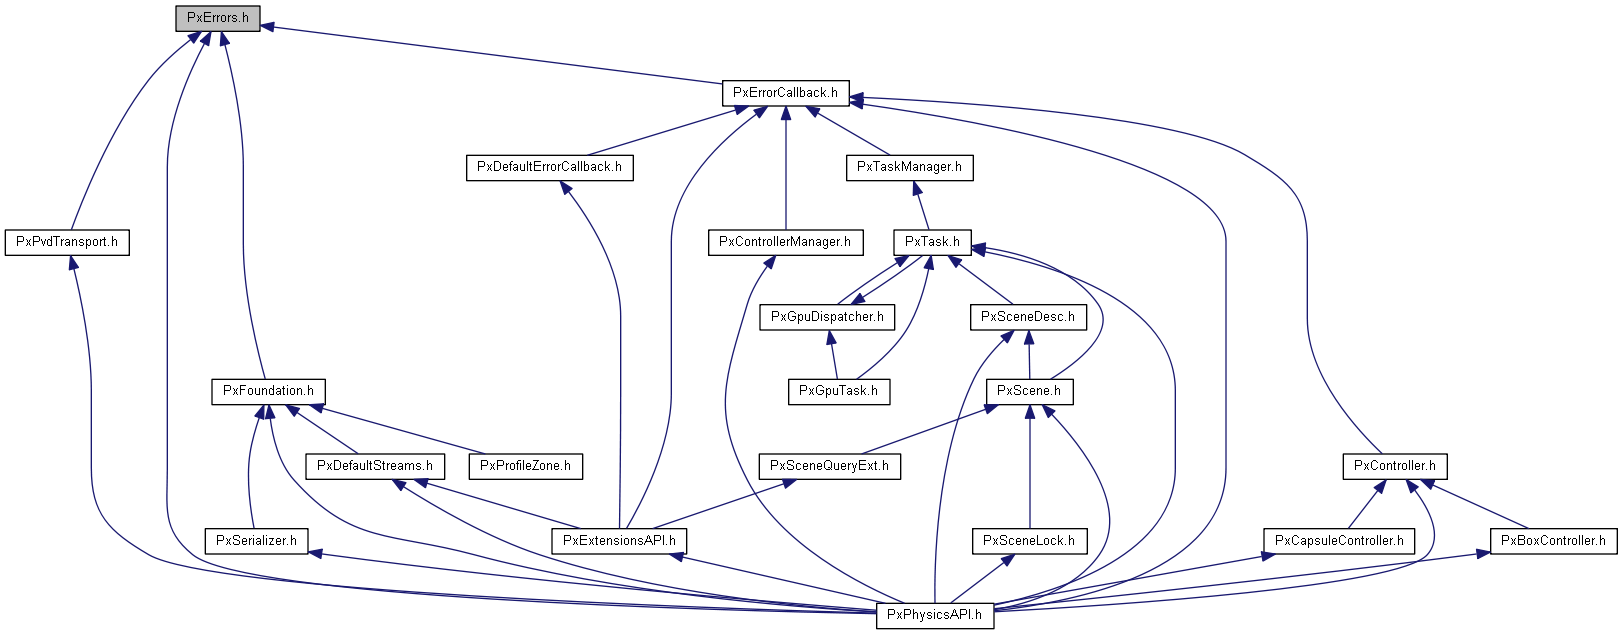 PxErrors.h
PxErrorCallback.h
PxDefaultErrorCallback.h
PxTaskManager.h
PxPvdTransport.h
PxControllerManager.h
PxTask.h
PxGpuDispatcher.h
PxSceneDesc.h
PxFoundation.h
PxGpuTask.h
PxScene.h
PxDefaultStreams.h
PxProfileZone.h
PxSceneQueryExt.h
PxController.h
PxSerializer.h
PxExtensionsAPI.h
PxSceneLock.h
PxCapsuleController.h
PxBoxController.h
PxPhysicsAPI.h